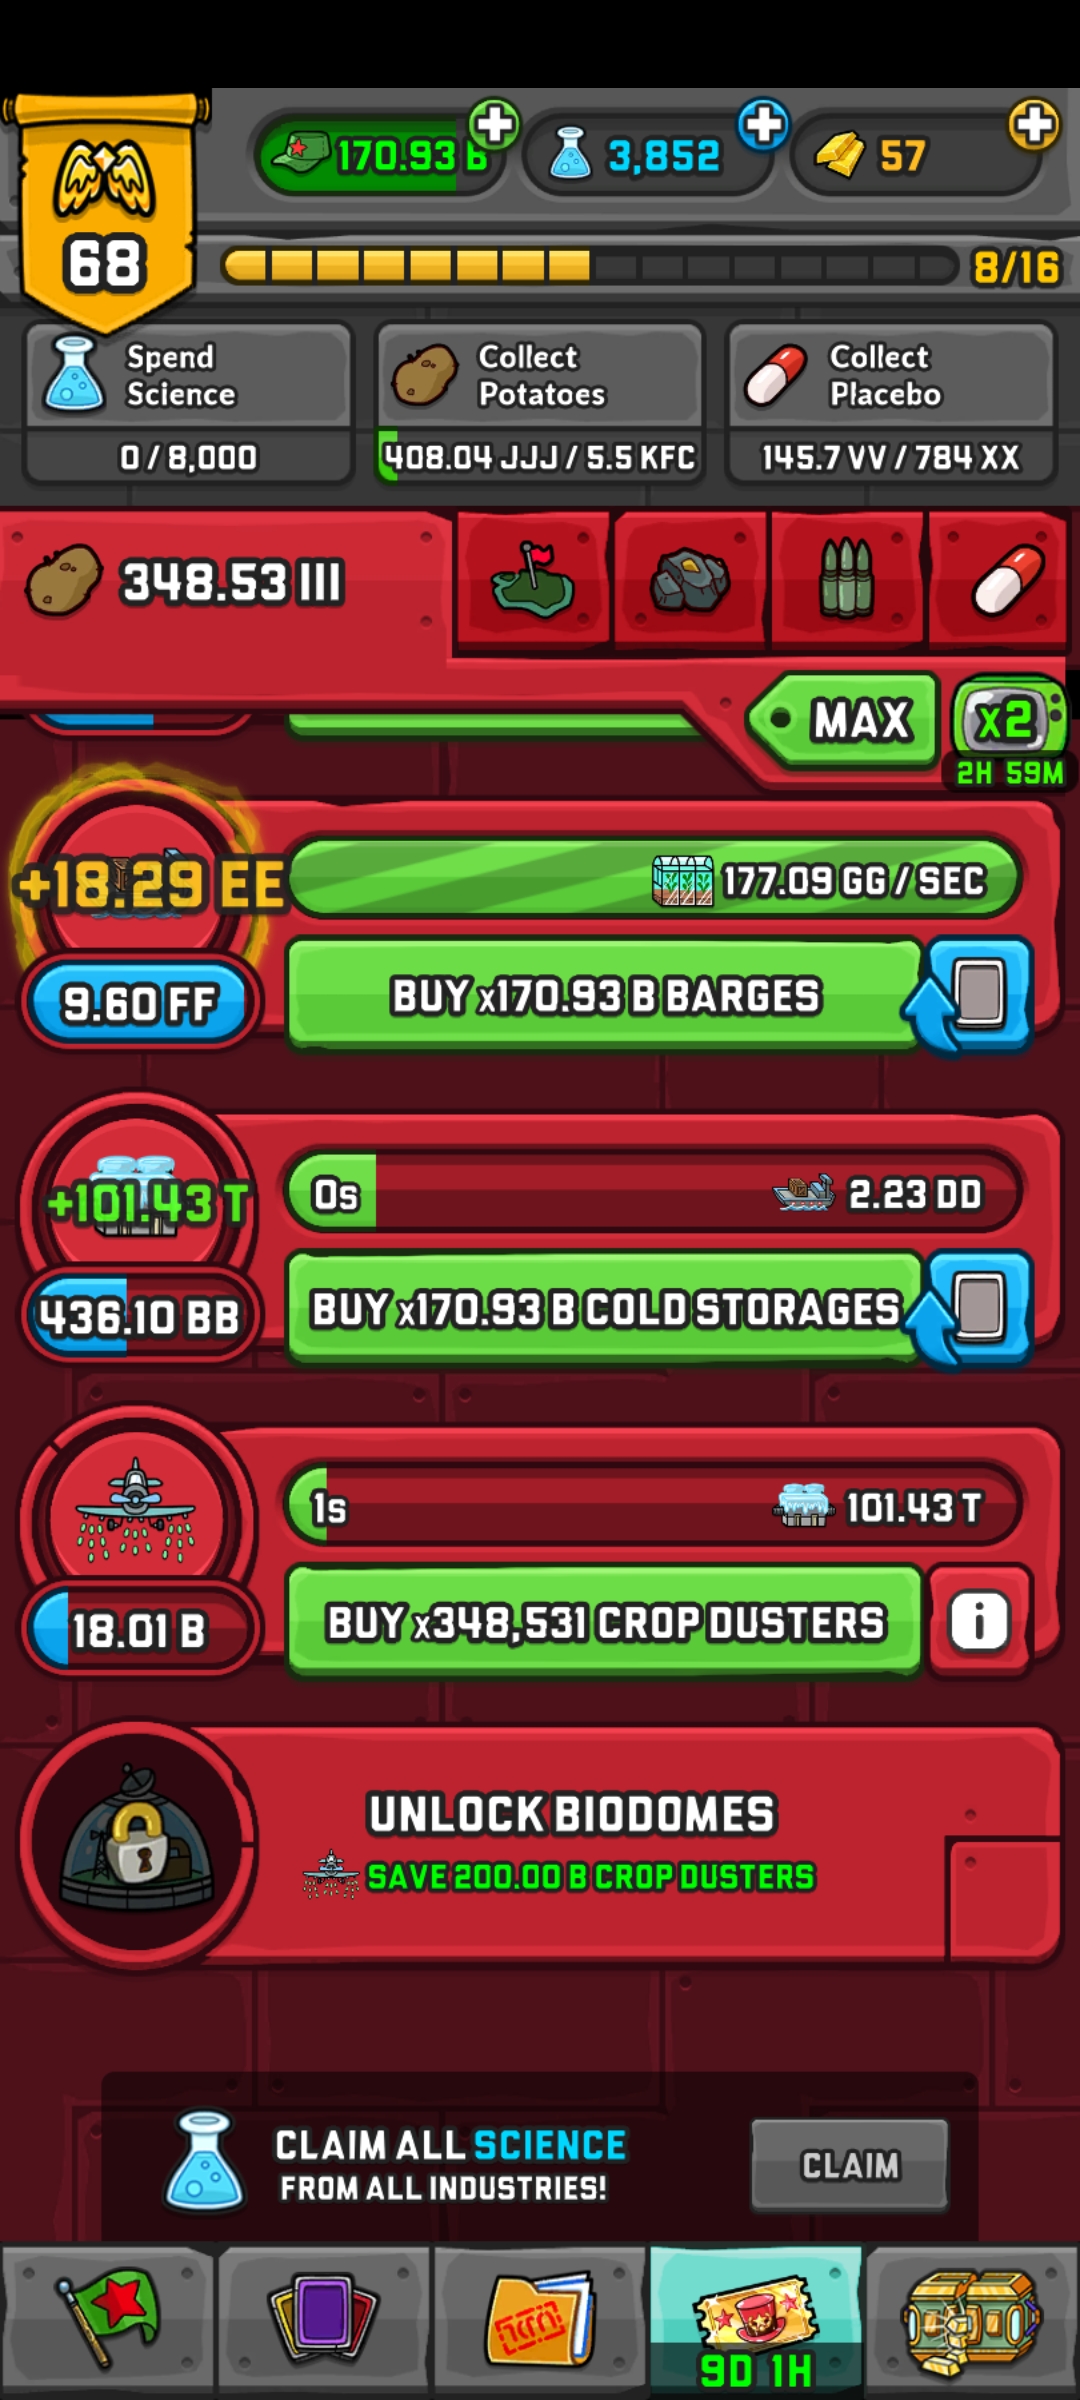 68
170.93 B
3,852
57
8/16
Spend
Science
0 / 8,000
Collect
Potatoes
408.04 JJJ / 5.5 KFC
Collect
Placebo
145.7 VV / 784 XX
348.53 III
MAX
x2
2H 59M
+18.29 EE
177.09 GG / SEC
9.60 FF
BUY x170.93 B BARGES
+101.43 T
0s
2.23 DD
436.10 BB
BUY x170.93 B COLD STORAGES
1s
101.43 T
18.01 B
BUY x348,531 CROP DUSTERS
i
UNLOCK BIODOMES
SAVE 200.00 B CROP DUSTERS
CLAIM ALL SCIENCE
FROM ALL INDUSTRIES!
CLAIM
9D 1H